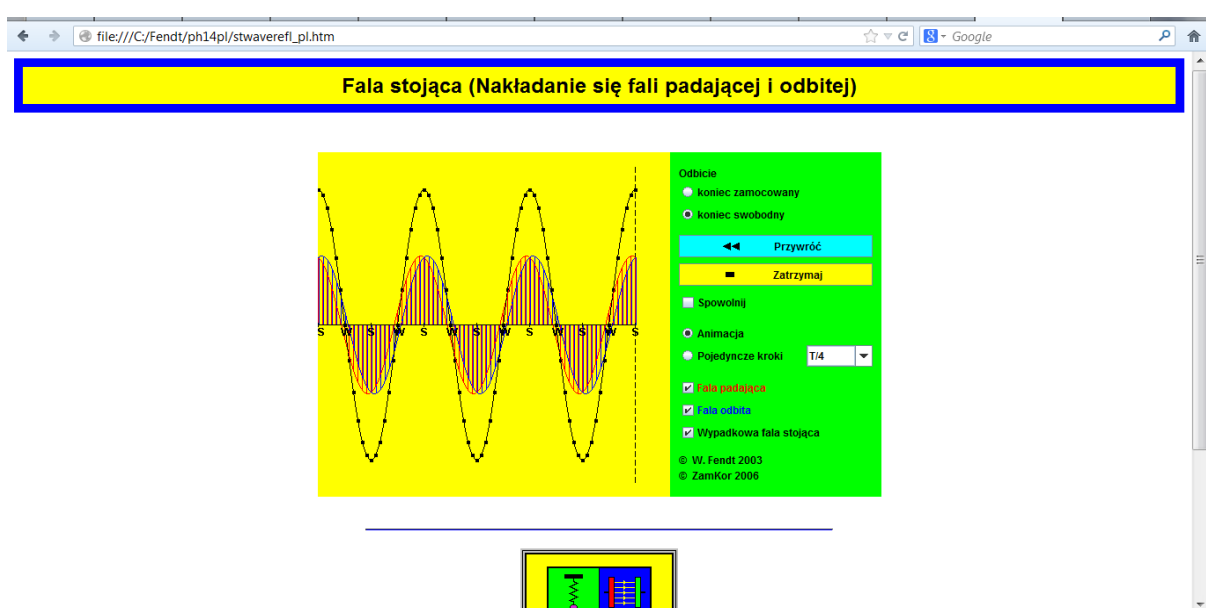 file:///C:/Fendt/ph14pl/stwaverefl_pl.htm
Google
Fala stojąca (Nakładanie się fali padającej i odbitej)
Odbicie
koniec zamocowany
koniec swobodny
Przywróć
Zatrzymaj
Spowolnij
S W S W S W S W S W S W S
Animacja
Pojedyncze kroki T/4
Fala padająca
Fala odbita
Wypadkowa fala stojąca
© W. Fendt 2003
© ZamKor 2006